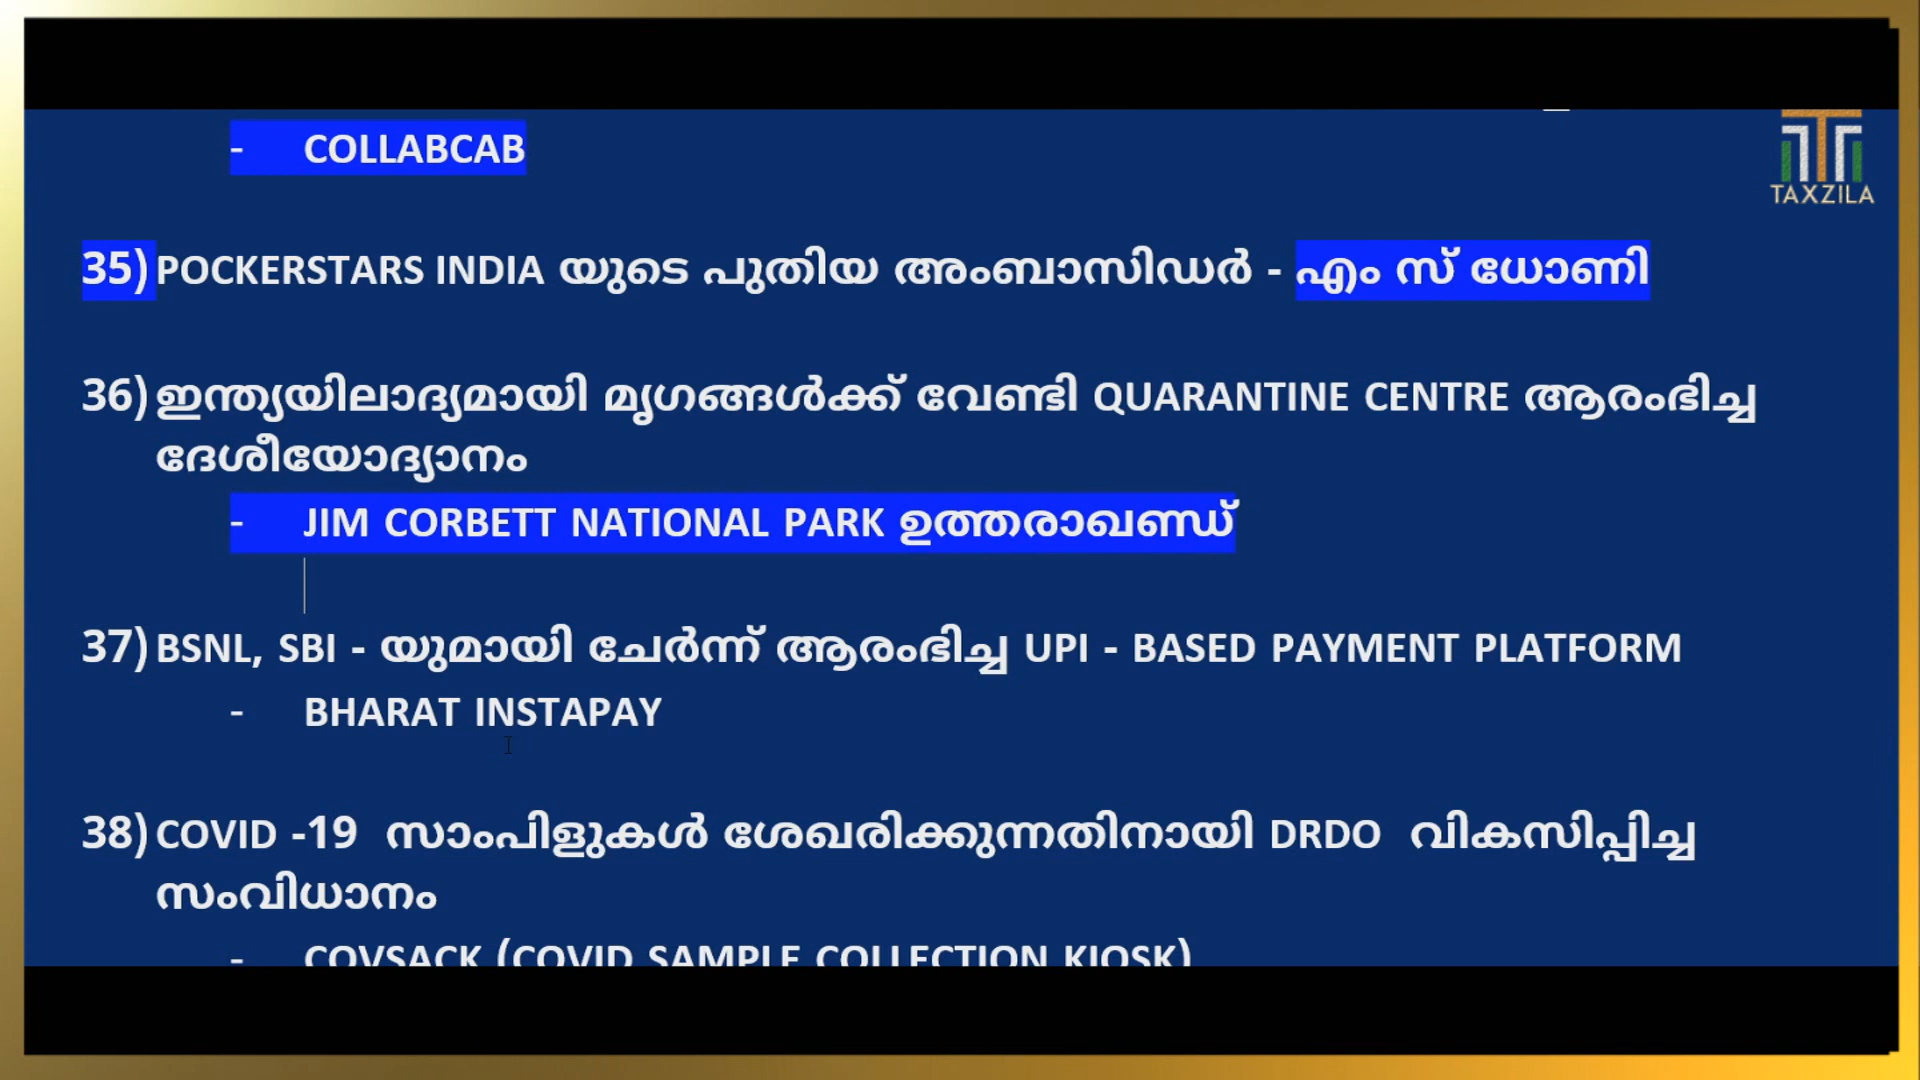 - COLLABCAB
TAXZILA
35) POCKERSTARS INDIA യുടെ പുതിയ അംബാസിഡർ - എം സ് ധോണി
36) ഇന്ത്യയിലാദ്യമായി മൃഗങ്ങൾക്ക് വേണ്ടി QUARANTINE CENTRE ആരംഭിച്ച
ദേശീയോദ്യാനം
- JIM CORBETT NATIONAL PARK ഉത്തരാഖണ്ഡ്
37) BSNL, SBI - യുമായി ചേർന്ന് ആരംഭിച്ച UPI - BASED PAYMENT PLATFORM
- BHARAT INSTAPAY
38) COVID -19 സാംപിളുകൾ ശേഖരിക്കുന്നതിനായി DRDO വികസിപ്പിച്ച
സംവിധാനം
- COVSACK (COVID SAMPLE COLLECTION KIOSK)